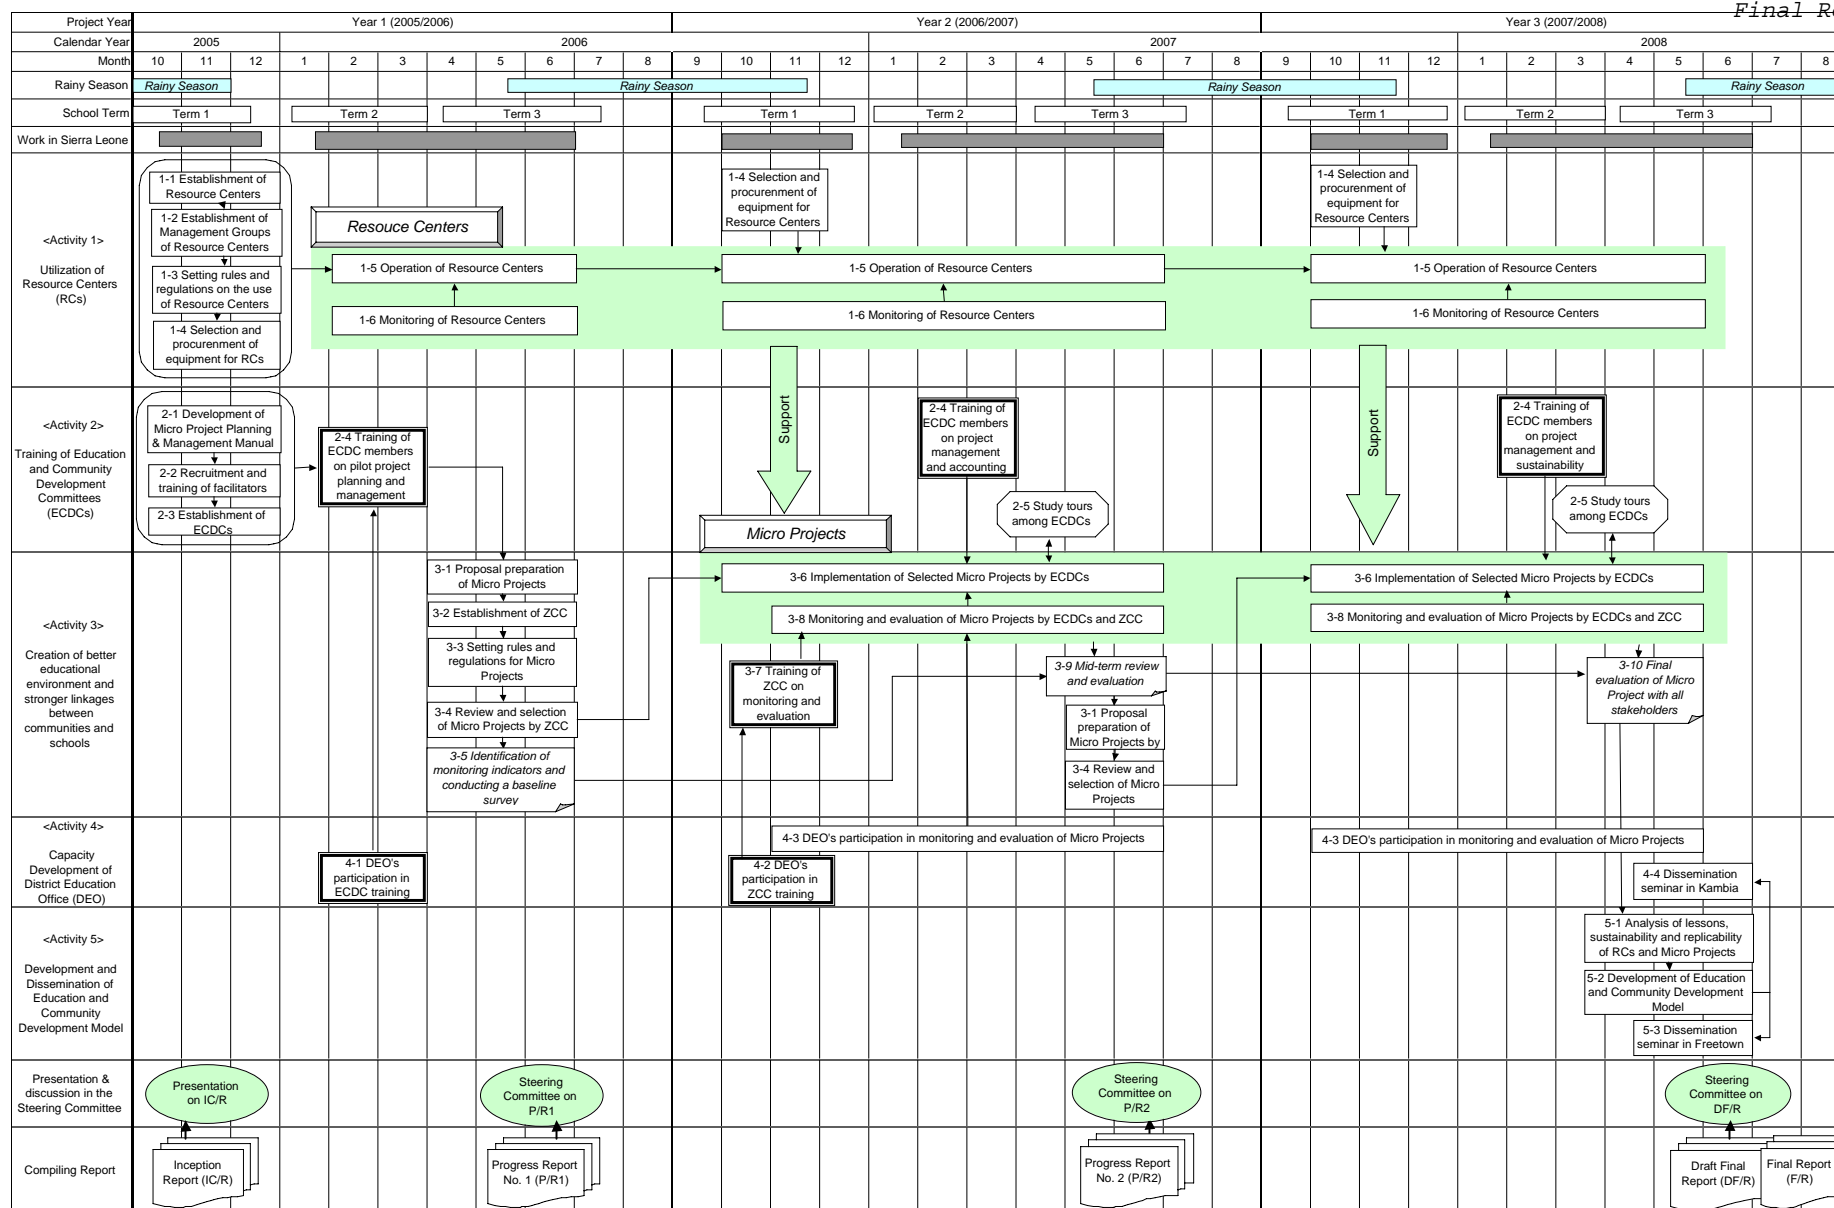 Final Re
Project Year
Year 1 (2005/2006)
Year 2 (2006/2007)
Year 3 (2007/2008)
Calendar Year
2005
2006
2007
2008
Month
10 11 12 1 2 3 4 5 6 7 8 9 10 11 12 1 2 3 4 5 6 7 8 9 10 11 12 1 2 3 4 5 6 7 8
Rainy Season
Rainy Season
Rainy Season
Rainy Season
Rainy Season
School Term
Term 1
Term 2
Term 3
Term 1
Term 2
Term 3
Term 1
Term 2
Term 3
Work in Sierra Leone
<Activity 1>
Utilization of
Resource Centers
(RCs)
1-1 Establishment of
Resource Centers
1-2 Establishment of
Management Groups
of Resource Centers
1-3 Setting rules and
regulations on the use
of Resource Centers
1-4 Selection and
procurement of
equipment for RCs
Resouce Centers
1-5 Operation of Resource Centers
1-6 Monitoring of Resource Centers
1-4 Selection and
procurenment of
equipment for
Resource Centers
1-5 Operation of Resource Centers
1-6 Monitoring of Resource Centers
1-4 Selection and
procurenment of
equipment for
Resource Centers
1-5 Operation of Resource Centers
1-6 Monitoring of Resource Centers
Support
Support
<Activity 2>
Training of Education
and Community
Development
Committees
(ECDCs)
2-1 Development of
Micro Project Planning
& Management Manual
2-2 Recruitment and
training of facilitators
2-3 Establishment of
ECDCs
2-4 Training of
ECDC members
on pilot project
planning and
management
2-4 Training of
ECDC members
on project
management
and accounting
2-5 Study tours
among ECDCs
2-4 Training of
ECDC members
on project
management and
sustainability
2-5 Study tours
among ECDCs
Micro Projects
<Activity 3>
Creation of better
educational
environment and
stronger linkages
between
communities and
schools
3-1 Proposal preparation
of Micro Projects
3-2 Establishment of ZCC
3-3 Setting rules and
regulations for Micro
Projects
3-4 Review and selection
of Micro Projects by ZCC
3-5 Identification of
monitoring indicators and
conducting a baseline
survey
3-6 Implementation of Selected Micro Projects by ECDCs
3-8 Monitoring and evaluation of Micro Projects by ECDCs and ZCC
3-7 Training of
ZCC on
monitoring and
evaluation
3-9 Mid-term review
and evaluation
3-1 Proposal
preparation of
Micro Projects by
3-4 Review and
selection of Micro
Projects
3-6 Implementation of Selected Micro Projects by ECDCs
3-8 Monitoring and evaluation of Micro Projects by ECDCs and ZCC
3-10 Final
evaluation of Micro
Project with all
stakeholders
<Activity 4>
Capacity
Development of
District Education
Office (DEO)
4-1 DEO's
participation in
ECDC training
4-3 DEO's participation in monitoring and evaluation of Micro Projects
4-2 DEO's
participation in
ZCC training
4-3 DEO's participation in monitoring and evaluation of Micro Projects
4-4 Dissemination
seminar in Kambia
<Activity 5>
Development and
Dissemination of
Education and
Community
Development Model
5-1 Analysis of lessons,
sustainability and replicability
of RCs and Micro Projects
5-2 Development of Education
and Community Development
Model
5-3 Dissemination
seminar in Freetown
Presentation &
discussion in the
Steering Committee
Presentation
on IC/R
Steering
Committee on
P/R1
Steering
Committee on
P/R2
Steering
Committee on
DF/R
Compiling Report
Inception
Report (IC/R)
Progress Report
No. 1 (P/R1)
Progress Report
No. 2 (P/R2)
Draft Final
Report (DF/R)
Final Report
(F/R)